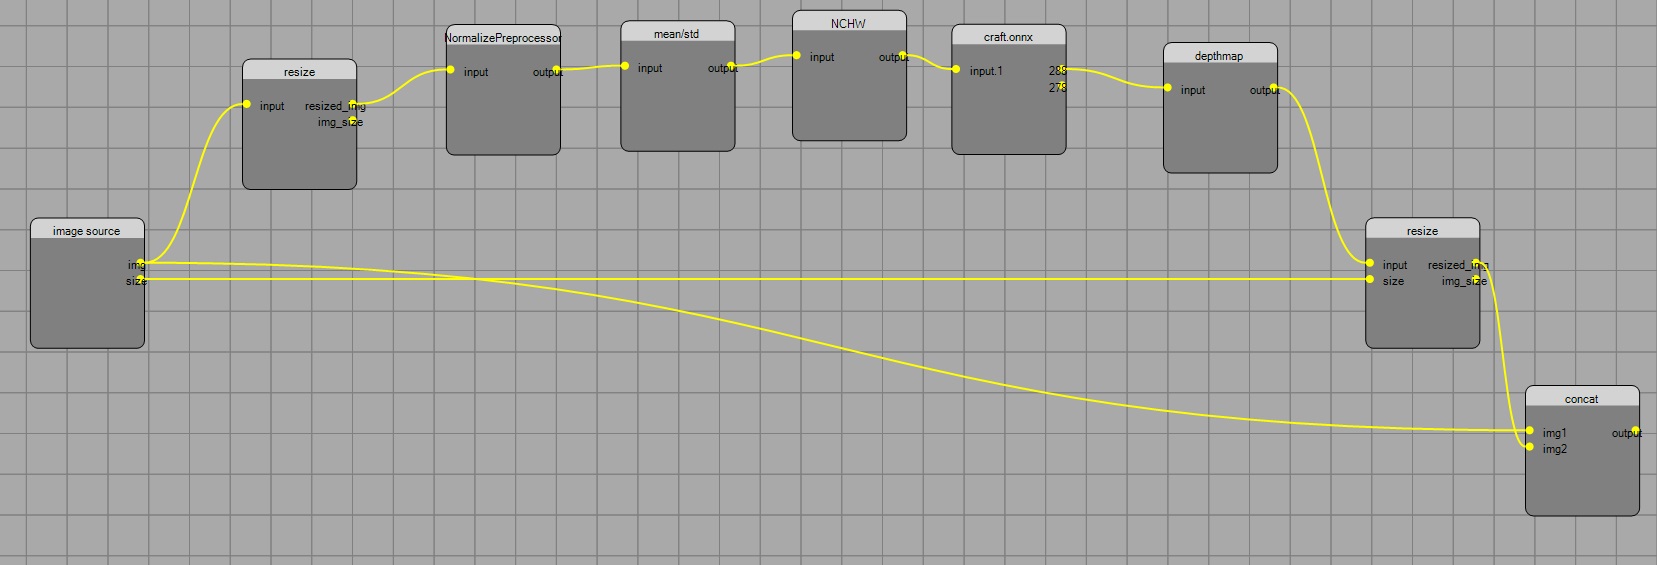 resize
input
resized_img
img_size
NormalizePreprocessor
input
output
mean/std
input
output
NCHW
input
output
craft.onnx
input.1
288
278
depthmap
input
output
image source
img
size
resize
input
resized_img
size
img_size
concat
img1
output
img2